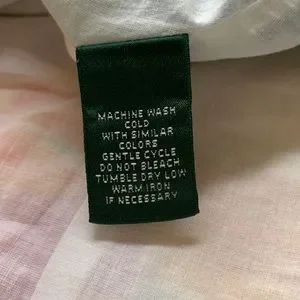 MACHINE WASH
COLD
WITH SIMILAR
COLORS
GENTLE CYCLE
DO NOT BLEACH
TUMBLE DRY LOW
WARM IRON
IF NECESSARY